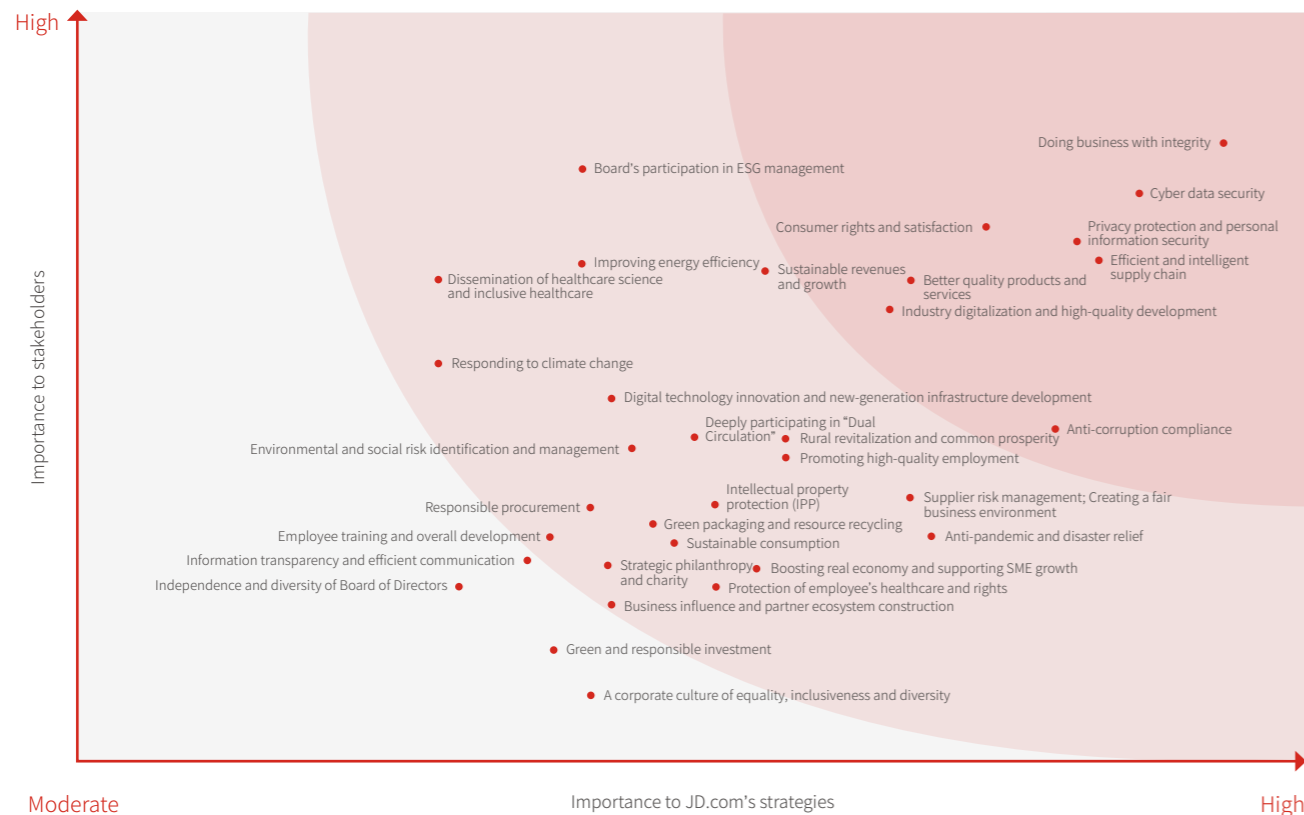 High
Doing business with integrity
Board's participation in ESG management
Cyber data security
Consumer rights and satisfaction
Privacy protection and personal
information security
Improving energy efficiency
Sustainable revenues
and growth
Efficient and intelligent
supply chain
Dissemination of healthcare science
and inclusive healthcare
Better quality products and
services
Industry digitalization and high-quality development
Importance to stakeholders
Responding to climate change
Digital technology innovation and new-generation infrastructure development
Deeply participating in “Dual
Circulation”
Rural revitalization and common prosperity
Anti-corruption compliance
Environmental and social risk identification and management
Promoting high-quality employment
Intellectual property
protection (IPP)
Supplier risk management; Creating a fair
business environment
Responsible procurement
Green packaging and resource recycling
Employee training and overall development
Sustainable consumption
Anti-pandemic and disaster relief
Information transparency and efficient communication
Strategic philanthropy
and charity
Boosting real economy and supporting SME growth
Independence and diversity of Board of Directors
Protection of employee's healthcare and rights
Business influence and partner ecosystem construction
Green and responsible investment
A corporate culture of equality, inclusiveness and diversity
Moderate
Importance to JD.com's strategies
High